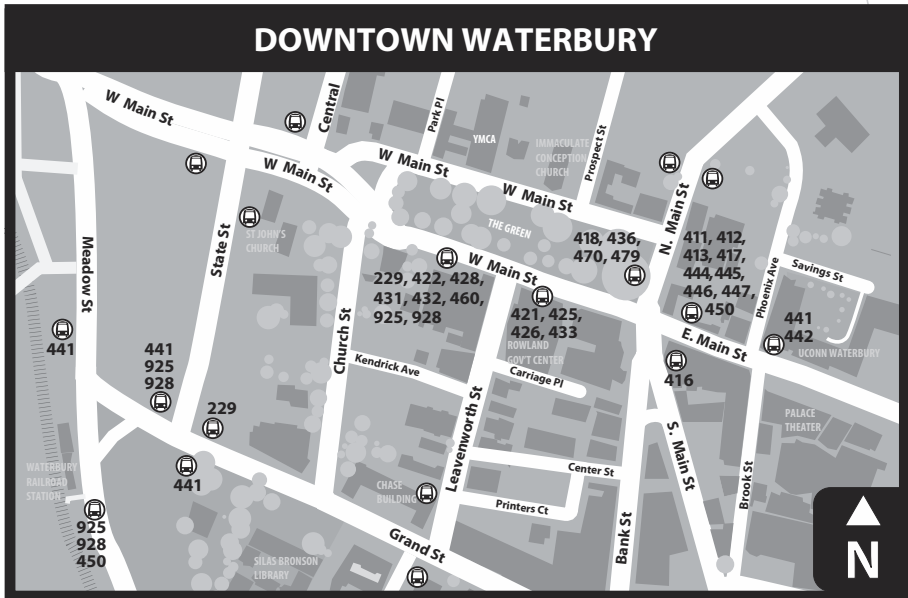 DOWNTOWN WATERBURY
W Main St
Central
Park Pl
YMCA
IMMACULATE
CONCEPTION
CHURCH
Prospect St
W Main St
W Main St
W Main St
N. Main St
ST JOHN'S
CHURCH
State St
Meadow St
THE GREEN
W Main St
418, 436,
470, 479
411, 412,
413, 417,
444, 445,
446, 447,
450
Phoenix Ave
Savings St
229, 422, 428,
431, 432, 460,
925, 928
421, 425,
426, 433
ROWLAND
GOV'T CENTER
E. Main St
441
442
UCONN WATERBURY
441
441
925
928
Church St
Kendrick Ave
Carriage Pl
416
229
Leavenworth St
S. Main St
PALACE
THEATER
WATERBURY
RAILROAD
STATION
441
CHASE
BUILDING
Center St
Printers Ct
Brook St
925
928
450
Grand St
Bank St
SILAS BRONSON
LIBRARY
N